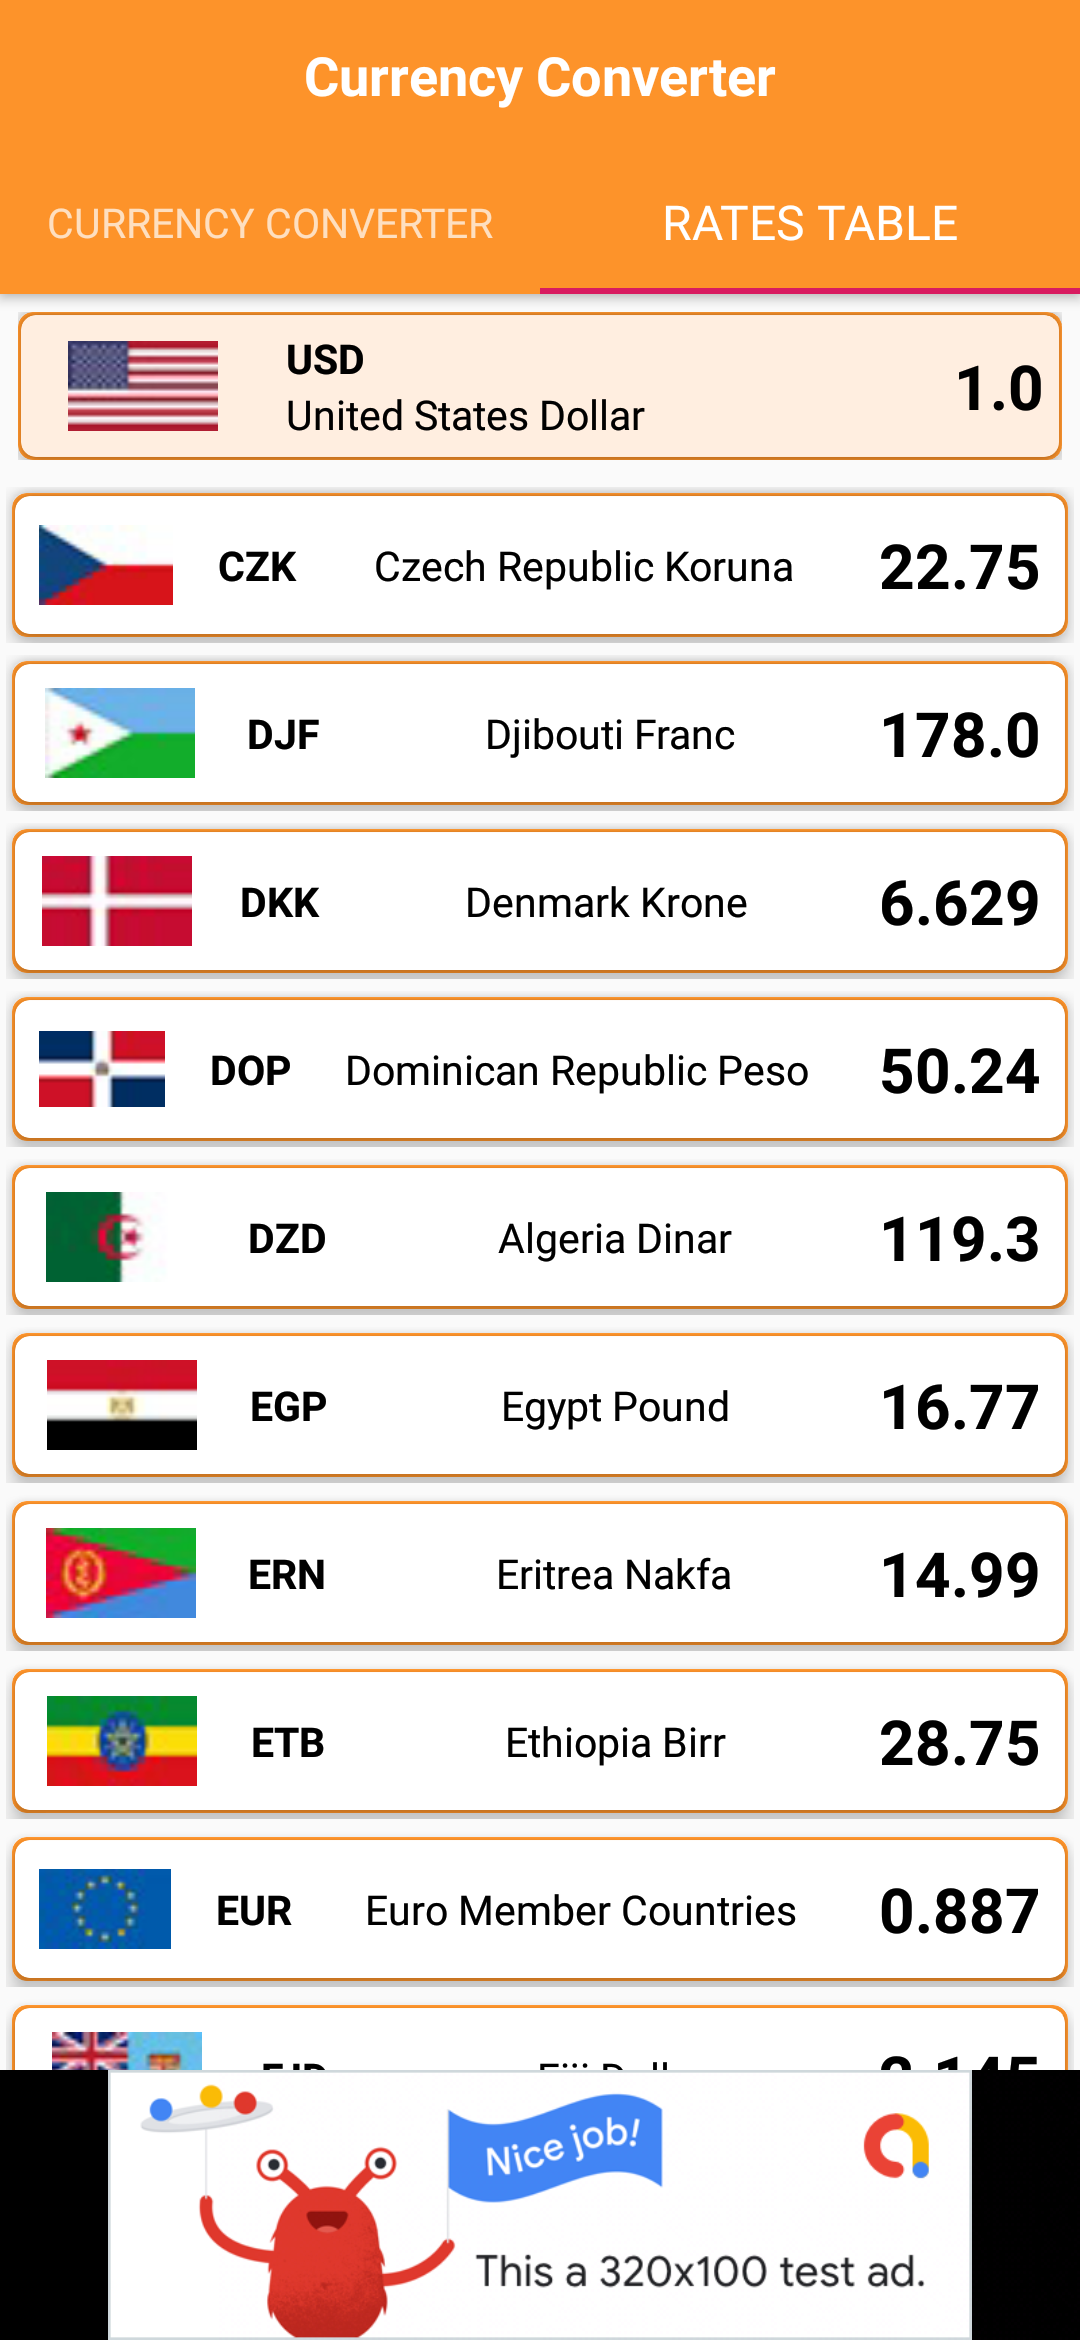 Currency Converter
CURRENCY CONVERTER RATES TABLE
USD
United States Dollar
1.0
CZK Czech Republic Koruna 22.75
DJF Djibouti Franc 178.0
DKK Denmark Krone 6.629
DOP Dominican Republic Peso 50.24
DZD Algeria Dinar 119.3
EGP Egypt Pound 16.77
ERN Eritrea Nakfa 14.99
ETB Ethiopia Birr 28.75
EUR Euro Member Countries 0.887
Nice job!
This a 320x100 test ad.